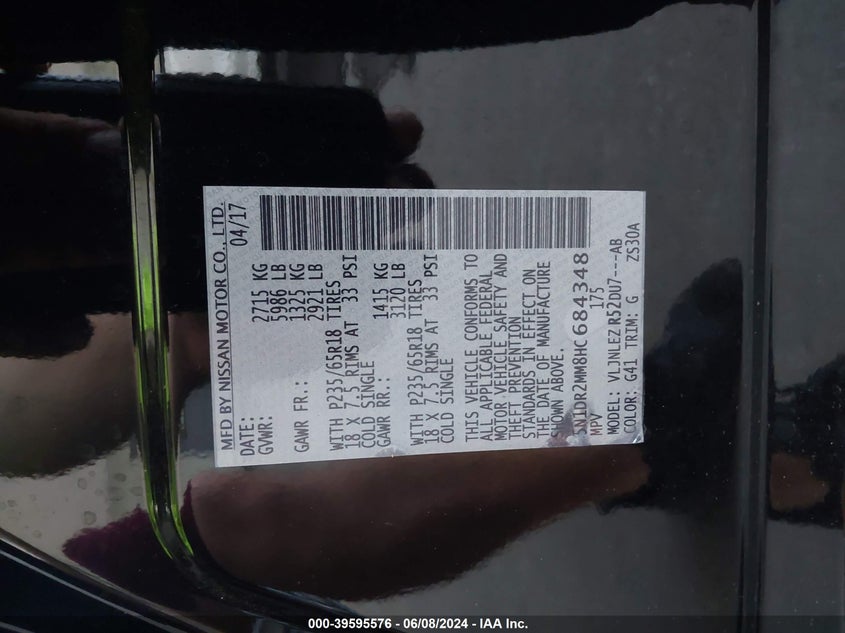 MFD BY NISSAN MOTOR CO., LTD.
DATE: 04/17
GVWR: 2715 KG
5986 LB
GAWR FR.: 1325 KG
2921 LB
WITH P235/65R18 TIRES
18 X 7.5 RIMS AT 33 PSI
COLD SINGLE
GAWR RR.: 1415 KG
3120 LB
WITH P235/65R18 TIRES
18 X 7.5 RIMS AT 33 PSI
COLD SINGLE
THIS VEHICLE CONFORMS TO
ALL APPLICABLE FEDERAL
MOTOR VEHICLE SAFETY AND
THEFT PREVENTION
STANDARDS IN EFFECT ON
THE DATE OF MANUFACTURE
SHOWN ABOVE.
5N1DR2MM8HC684348
MPV 175
MODEL: VLJNLEZ R52DU7---AB
COLOR: G41 TRIM: G ZS30A
000-39595576 - 06/08/2024 - IAA Inc.